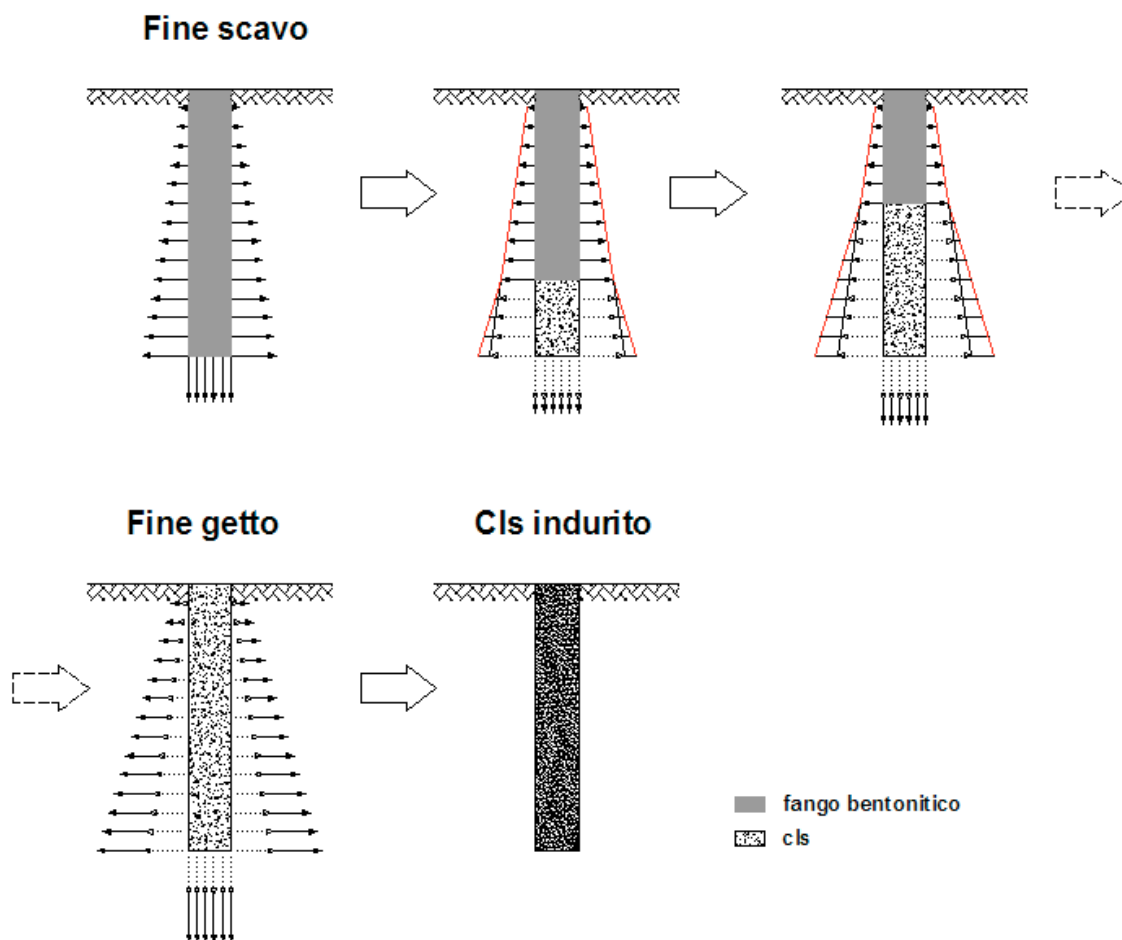 Fine scavo
Fine getto
Cls indurito
fango bentonitico
cls